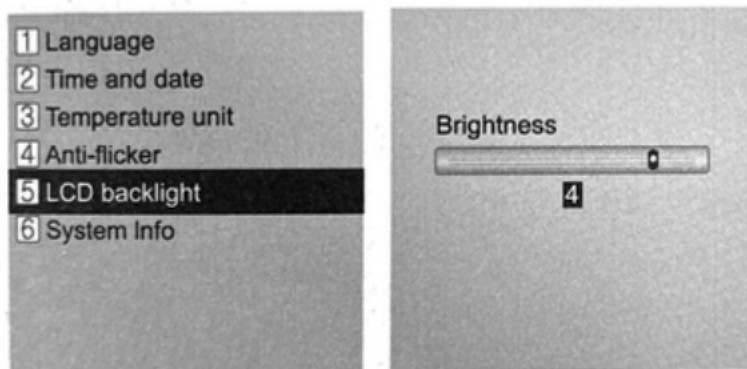 1 Language
2 Time and date
3 Temperature unit
4 Anti-flicker
5 LCD backlight
6 System Info
Brightness
4